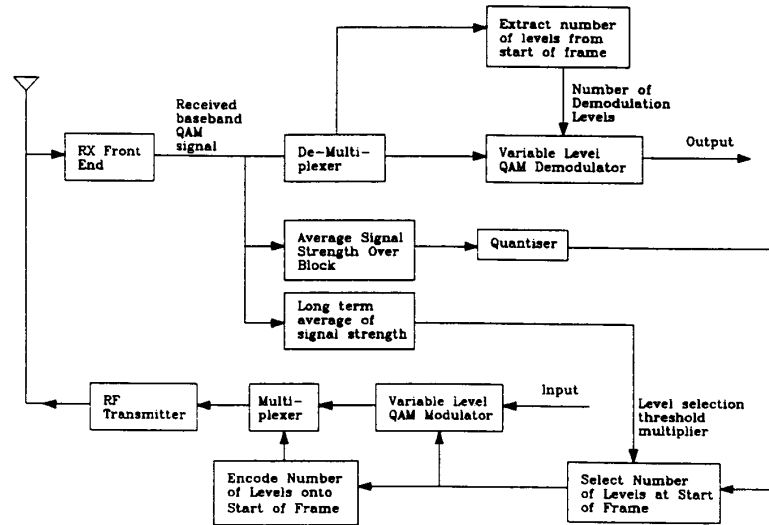 Extract number
of levels from
start of frame
Received
baseband
QAM
signal
Number of
Demodulation
Levels
RX Front
End
De-Multi-
plexer
Variable Level
QAM Demodulator
Output
Average Signal
Strength Over
Block
Quantiser
Long term
average of
signal strength
RF
Transmitter
Multi-
plexer
Variable Level
QAM Modulator
Input
Level selection
threshold
multiplier
Encode Number
of Levels onto
Start of Frame
Select Number
of Levels at Start
of Frame